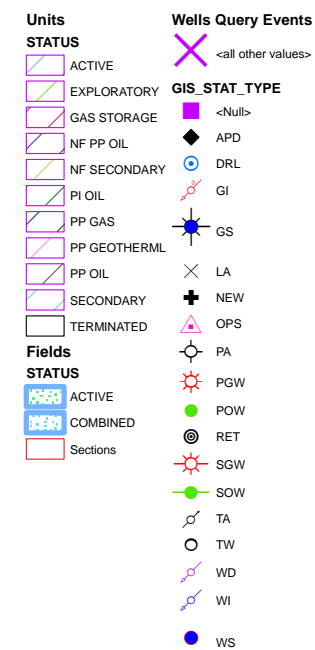 Units
STATUS
ACTIVE
EXPLORATORY
GAS STORAGE
NF PP OIL
NF SECONDARY
PI OIL
PP GAS
PP GEOTHERML
PP OIL
SECONDARY
TERMINATED
Fields
STATUS
ACTIVE
COMBINED
Sections
Wells Query Events
<all other values>
GIS_STAT_TYPE
<Null>
APD
DRL
GI
GS
LA
NEW
OPS
PA
PGW
POW
RET
SGW
SOW
TA
TW
WD
WI
WS